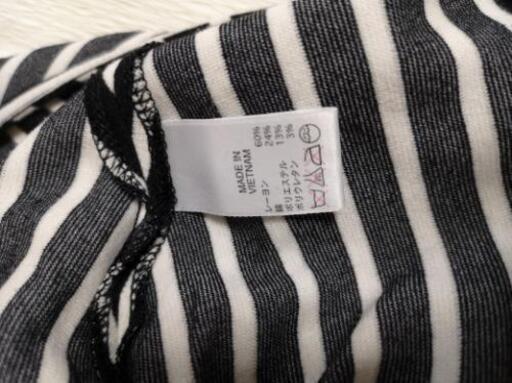 MADE IN
VIETNAM
レーヨン 60%
綿 24%
ポリエステル 13%
ポリウレタン 3%